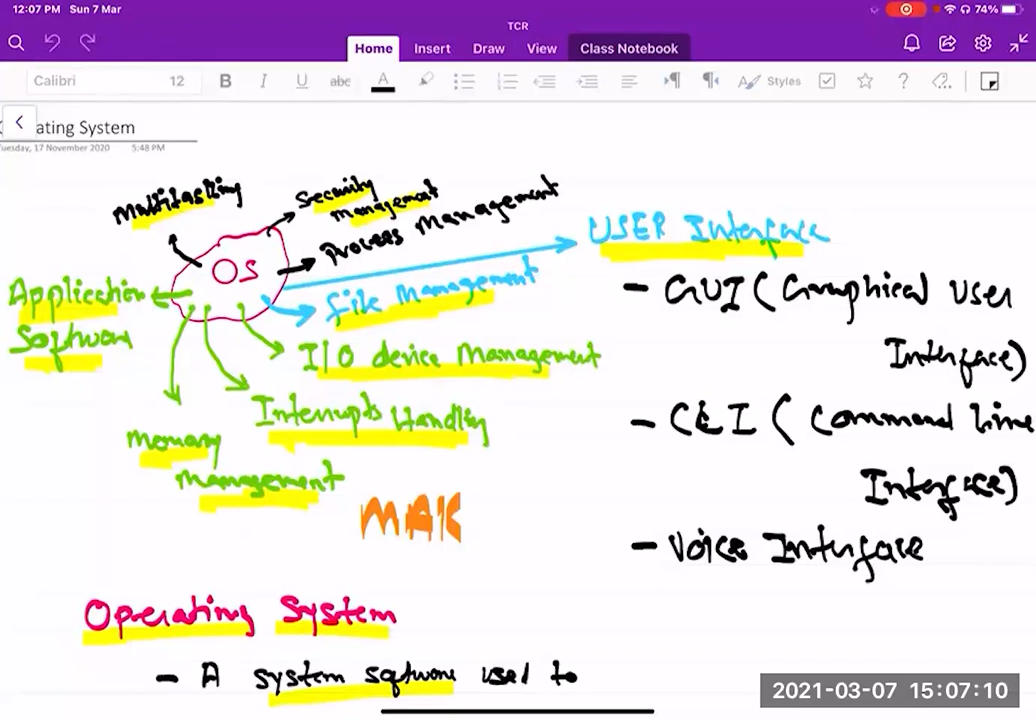 12:07 PM Sun 7 Mar
74%
TCR
Home Insert Draw View Class Notebook
Calibri 12 B I U abc A Styles
ating System
uesday, 17 November 2020 5:48 PM
Multitasking
Security
Management
Process Management
OS
USER Interface
Application
Software
File Management
- GUI (Graphical User
Interface)
I/O device Management
Interrupts Handling
- CLI (Command line
Interface)
Memory
Management
MAK
- Voice Interface
Operating System
- A system software used to
2021-03-07 15:07:10